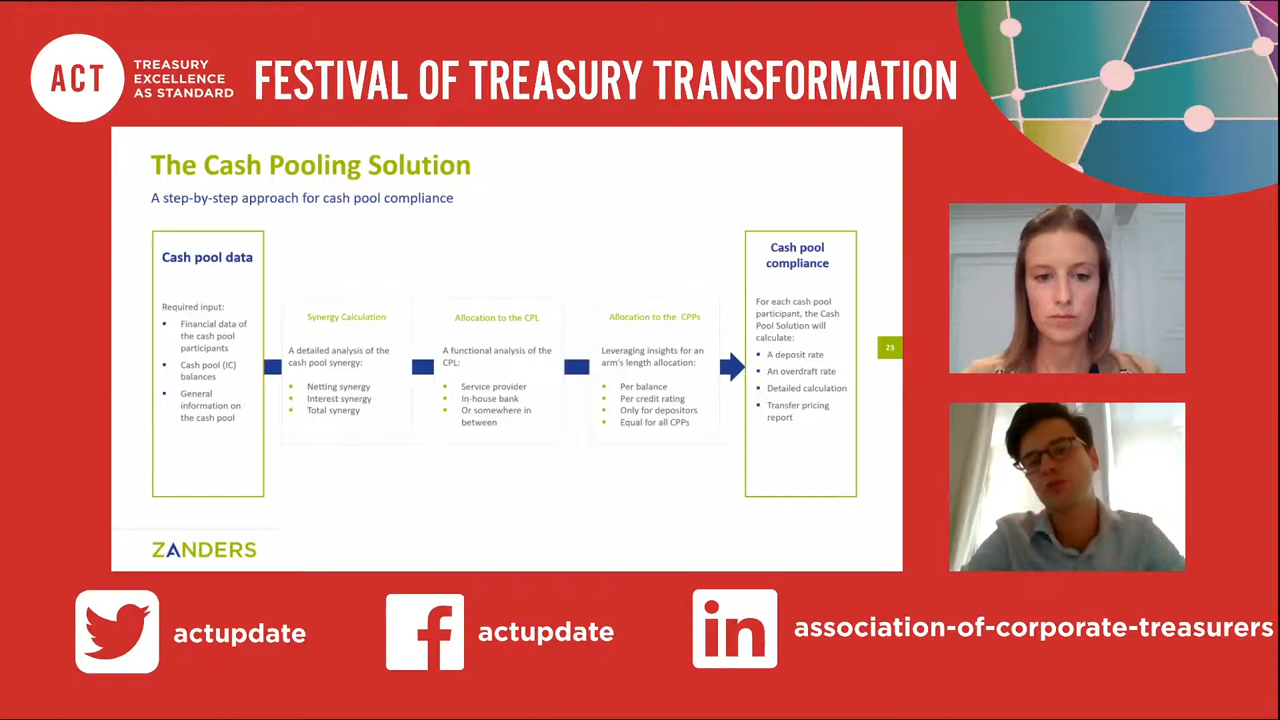 ACT
TREASURY
EXCELLENCE
AS STANDARD
FESTIVAL OF TREASURY TRANSFORMATION
The Cash Pooling Solution
A step-by-step approach for cash pool compliance
Cash pool data
Required input:
Financial data of
the cash pool
participants
Cash pool (IC)
balances
General
information on
the cash pool
Synergy Calculation
A detailed analysis of the
cash pool synergy:
Netting synergy
Interest synergy
Total synergy
Allocation to the CPL
A functional analysis of the
CPL:
Service provider
In-house bank
Or somewhere in
between
Allocation to the CPPs
Leveraging insights for an
arm's length allocation:
Per balance
Per credit rating
Only for depositors
Equal for all CPPs
Cash pool
compliance
For each cash pool
participant, the Cash
Pool Solution will
calculate:
A deposit rate
An overdraft rate
Detailed calculation
Transfer pricing
report
23
ZANDERS
actupdate
f
actupdate
in
association-of-corporate-treasurers